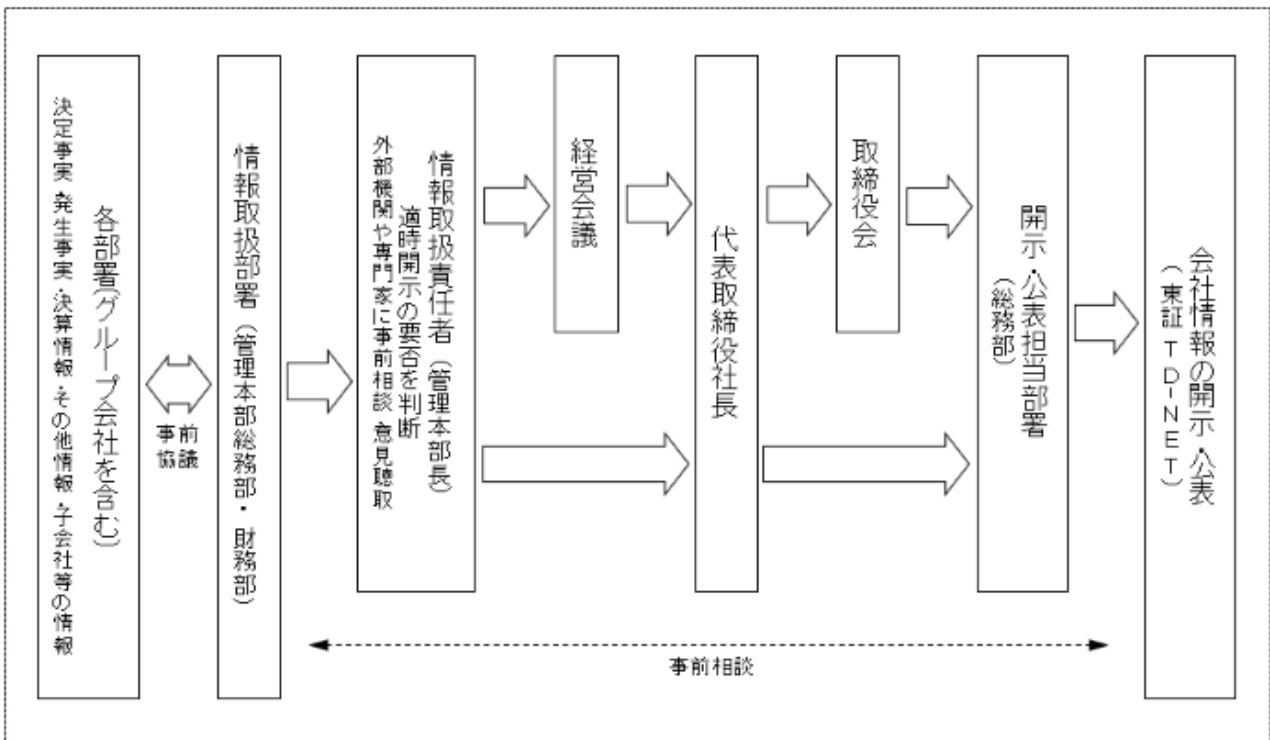 各部署(グループ会社を含む)
決定事実・発生事実・決算情報・その他情報・子会社等の情報
事前
協議
情報取扱部署(管理本部総務部・財務部)
情報取扱責任者(管理本部長)
適時開示の要否を判断
外部機関や専門家に事前相談・意見聴取
経営会議
代表取締役社長
取締役会
開示・公表担当部署
(総務部)
会社情報の開示・公表
(東証 TD-NET)
事前相談